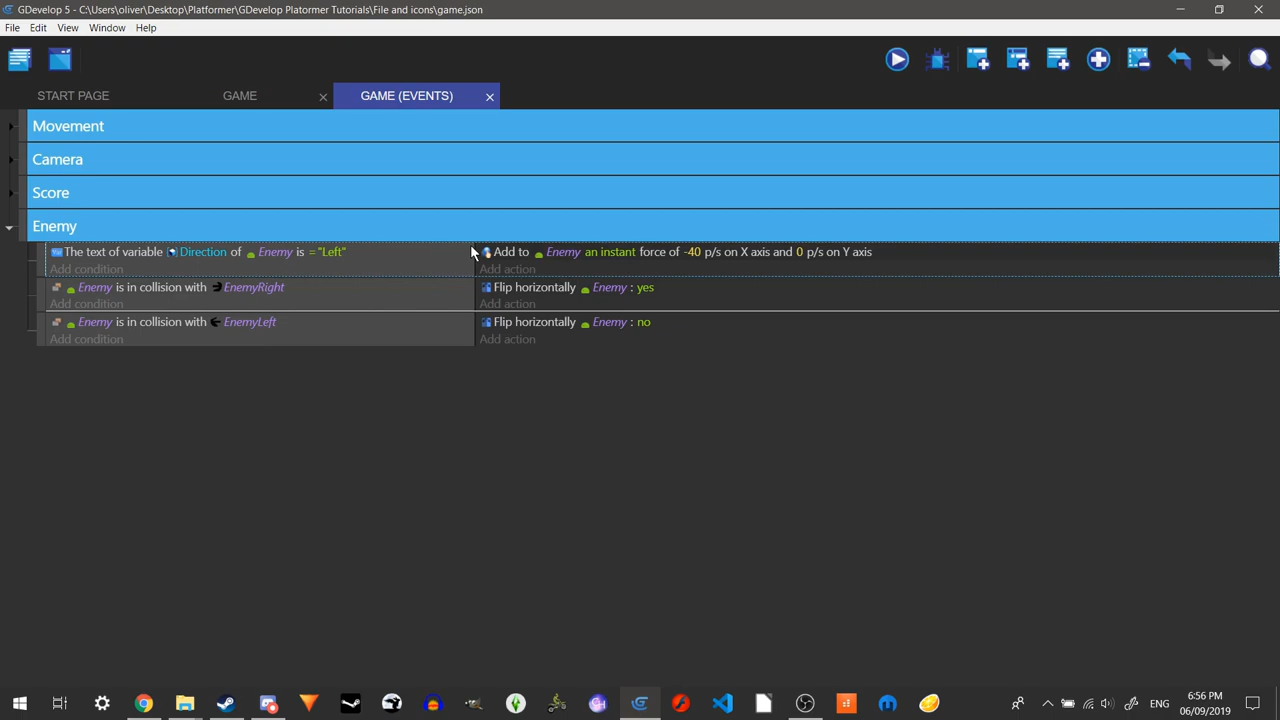 GDevelop 5 - C:\Users\oliver\Desktop\Platformer\GDevelop Platormer Tutorials\File and icons\game.json
File Edit View Window Help
START PAGE GAME GAME (EVENTS)
Movement
Camera
Score
Enemy
The text of variable Direction of Enemy is = "Left" Add to Enemy an instant force of -40 p/s on X axis and 0 p/s on Y axis
Add condition Add action
Enemy is in collision with EnemyRight Flip horizontally Enemy : yes
Add condition Add action
Enemy is in collision with EnemyLeft Flip horizontally Enemy : no
Add condition Add action
ENG
6:56 PM
06/09/2019